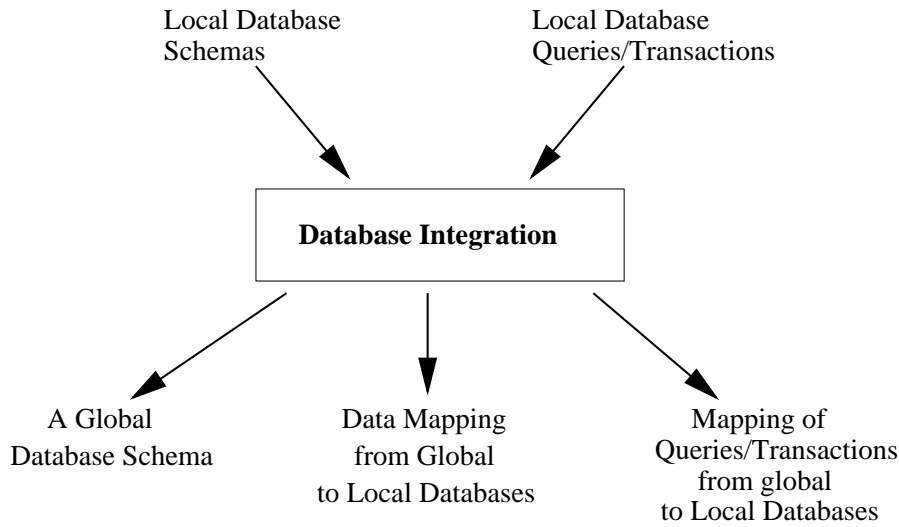 Local Database
Schemas
Local Database
Queries/Transactions
Database Integration
A Global
Database Schema
Data Mapping
from Global
to Local Databases
Mapping of
Queries/Transactions
from global
to Local Databases